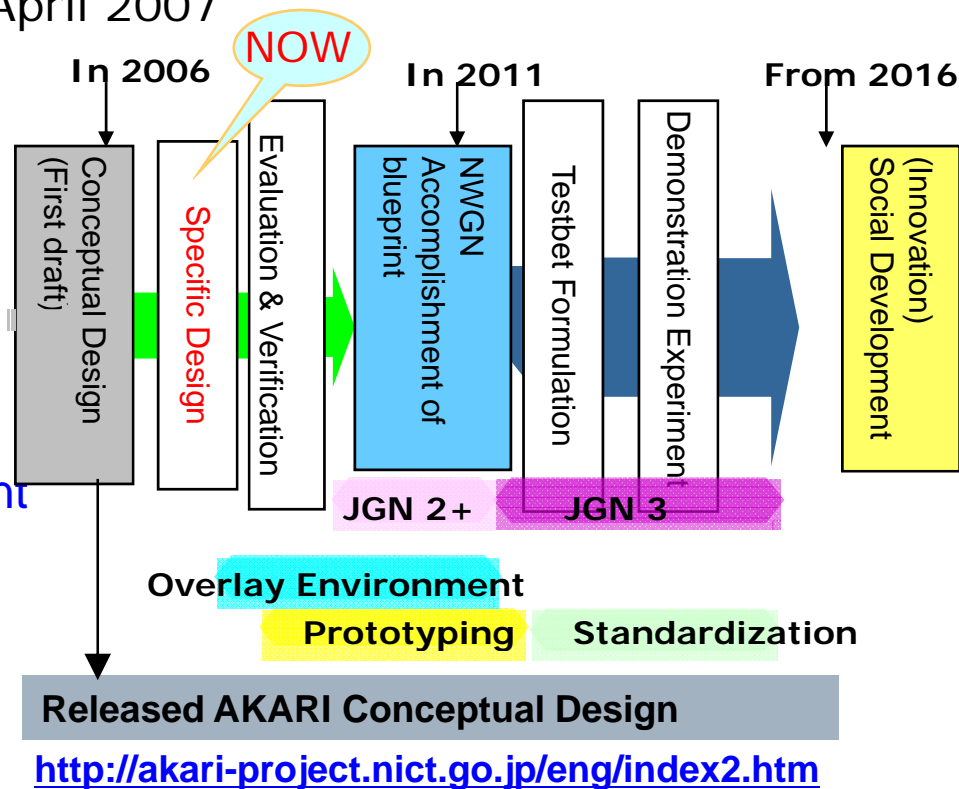 April 2007
NOW
In 2006
In 2011
From 2016
Conceptual Design
(First draft)
Specific Design
Evaluation & Verification
NWGN
Accomplishment of
blueprint
Testbet Formulation
Demonstration Experiment
(Innovation)
Social Development
nt
JGN 2+
JGN 3
Overlay Environment
Prototyping
Standardization
Released AKARI Conceptual Design
http://akari-project.nict.go.jp/eng/index2.htm